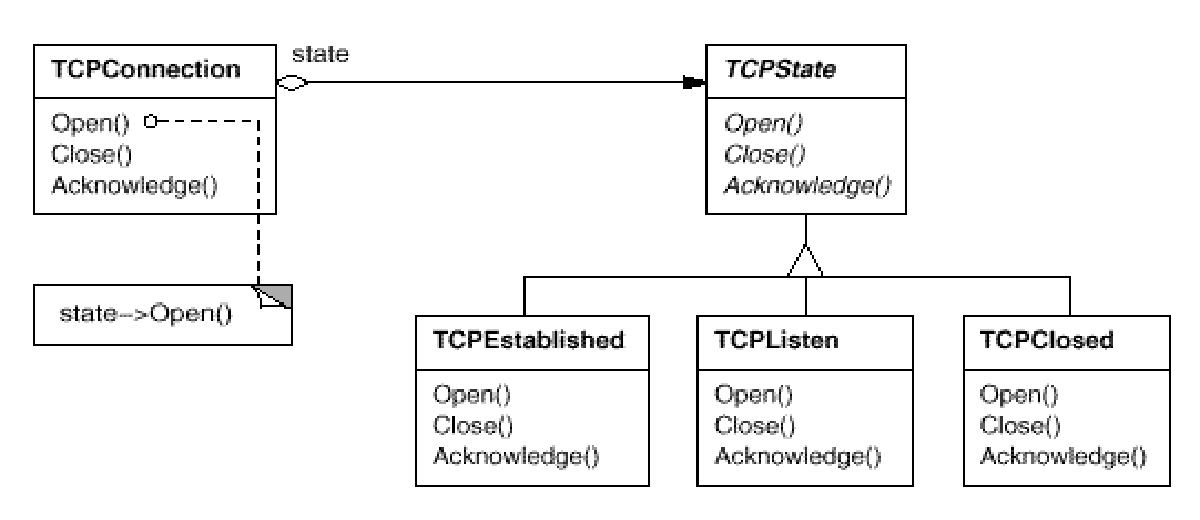 state
TCPConnection
Open()
Close()
Acknowledge()
state->Open()
TCPState
Open()
Close()
Acknowledge()
TCPEstablished
Open()
Close()
Acknowledge()
TCPListen
Open()
Close()
Acknowledge()
TCPClosed
Open()
Close()
Acknowledge()